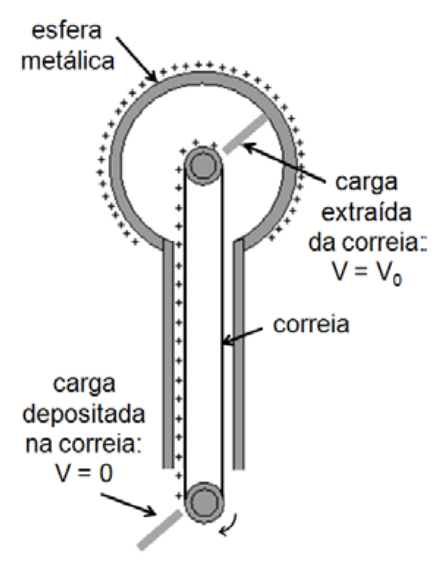 esfera
metálica
carga
extraída
da correia:
V = V₀
correia
carga
depositada
na correia:
V = 0